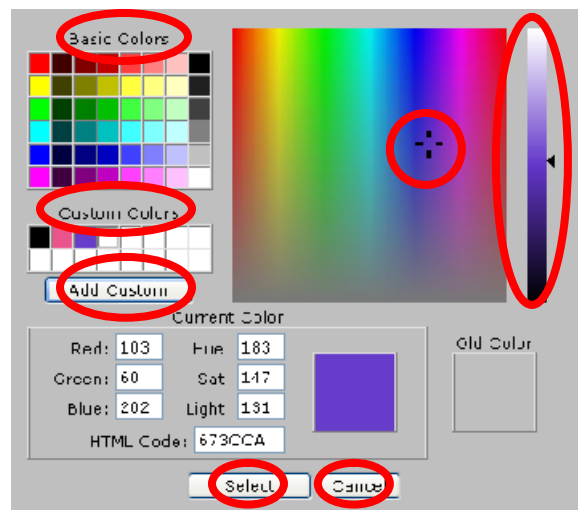 Basic Colors
Custom Colors
Add Custom
Current Color
Red: 103 Hue 183
Green: 60 Sat 147
Blue: 202 Light 131
HTML Code: 673CCA
Old Color
Select Cancel